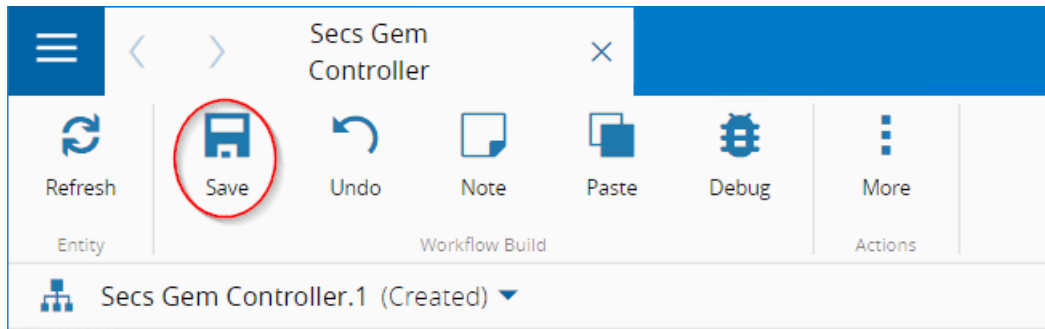 Secs Gem
Controller
Refresh Save Undo Note Paste Debug More
Entity Workflow Build Actions
Secs Gem Controller.1 (Created)